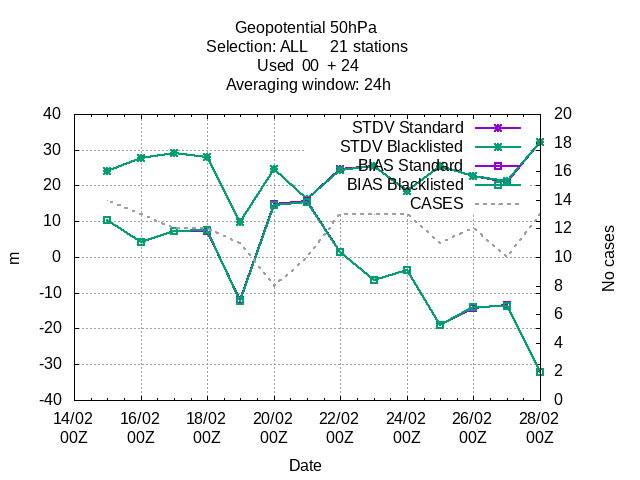 Geopotential 50hPa
Selection: ALL     21 stations
Used  00  + 24
Averaging window: 24h
40
30
20
10
0
-10
-20
-30
-40
m
STDV Standard
STDV Blacklisted
BIAS Standard
BIAS Blacklisted
CASES
20
18
16
14
12
10
8
6
4
2
0
No cases
14/02 16/02 18/02 20/02 22/02 24/02 26/02 28/02
00Z 00Z 00Z 00Z 00Z 00Z 00Z 00Z
Date